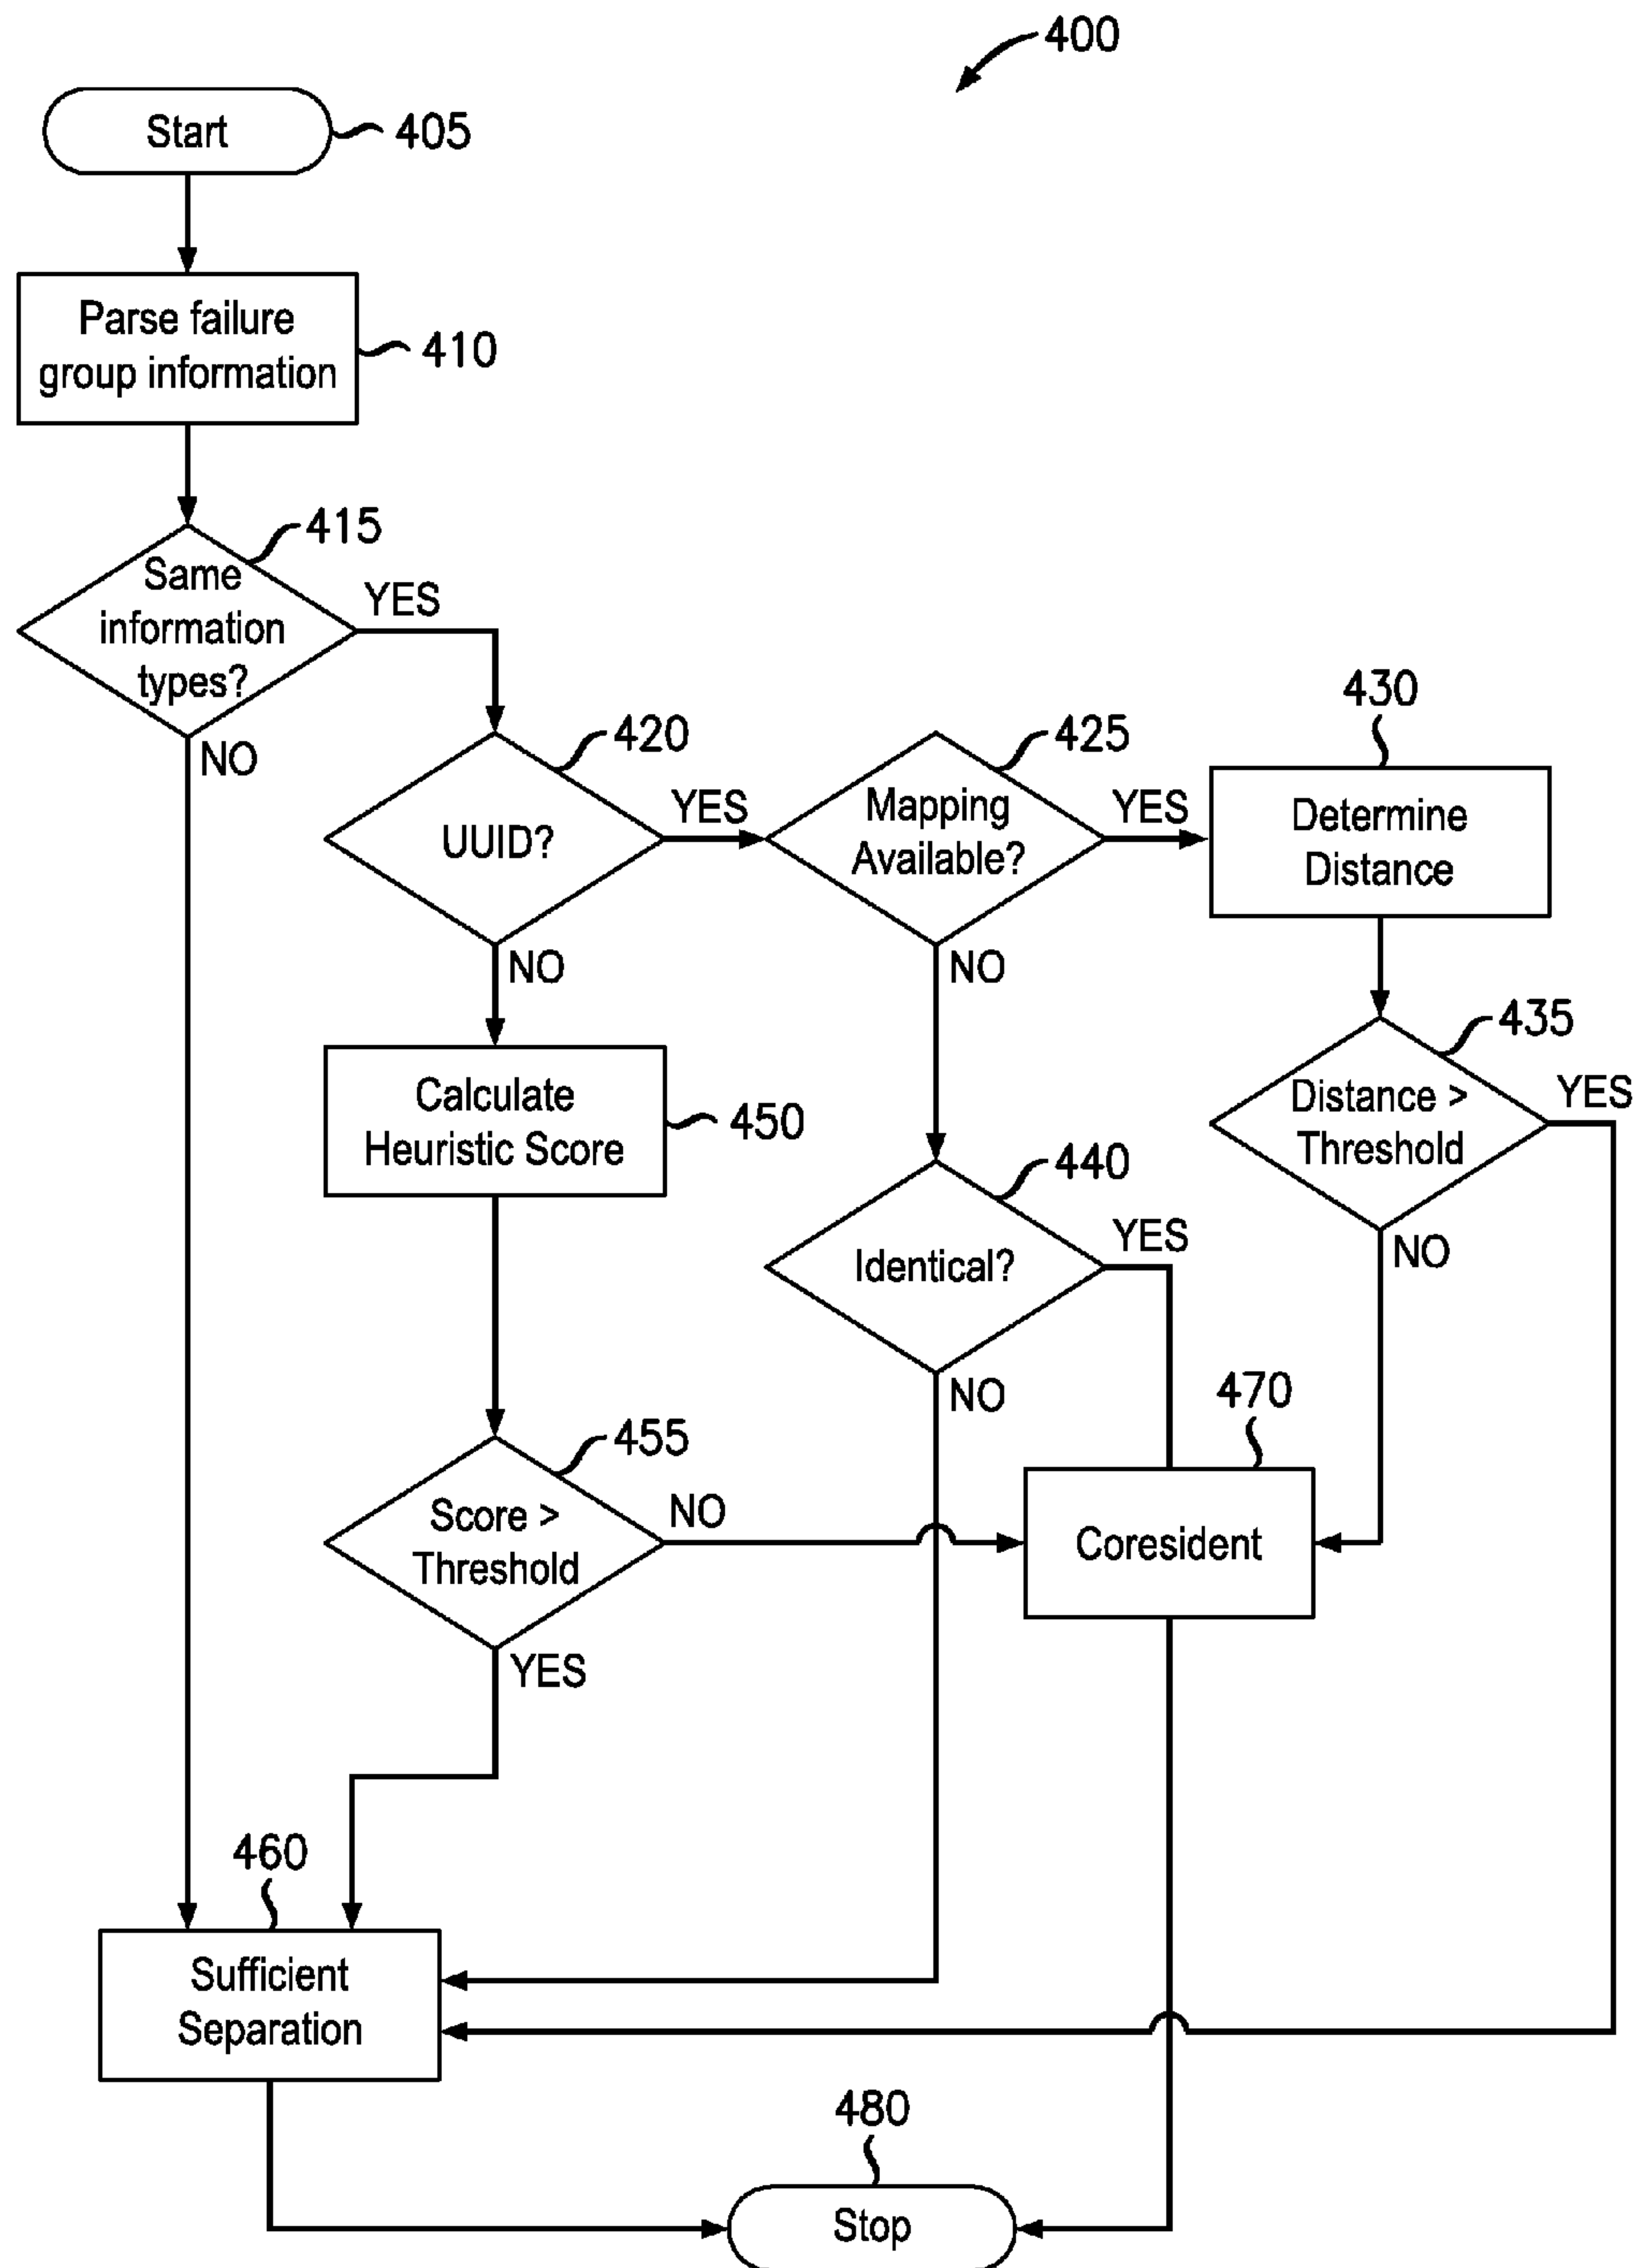 400
Start
405
Parse failure
group information
410
415
Same
information
types?
YES
NO
420
UUID?
YES
NO
425
Mapping
Available?
YES
NO
430
Determine
Distance
435
Distance >
Threshold
YES
NO
Calculate
Heuristic Score
450
440
Identical?
YES
NO
455
Score >
Threshold
NO
YES
470
Coresident
460
Sufficient
Separation
480
Stop